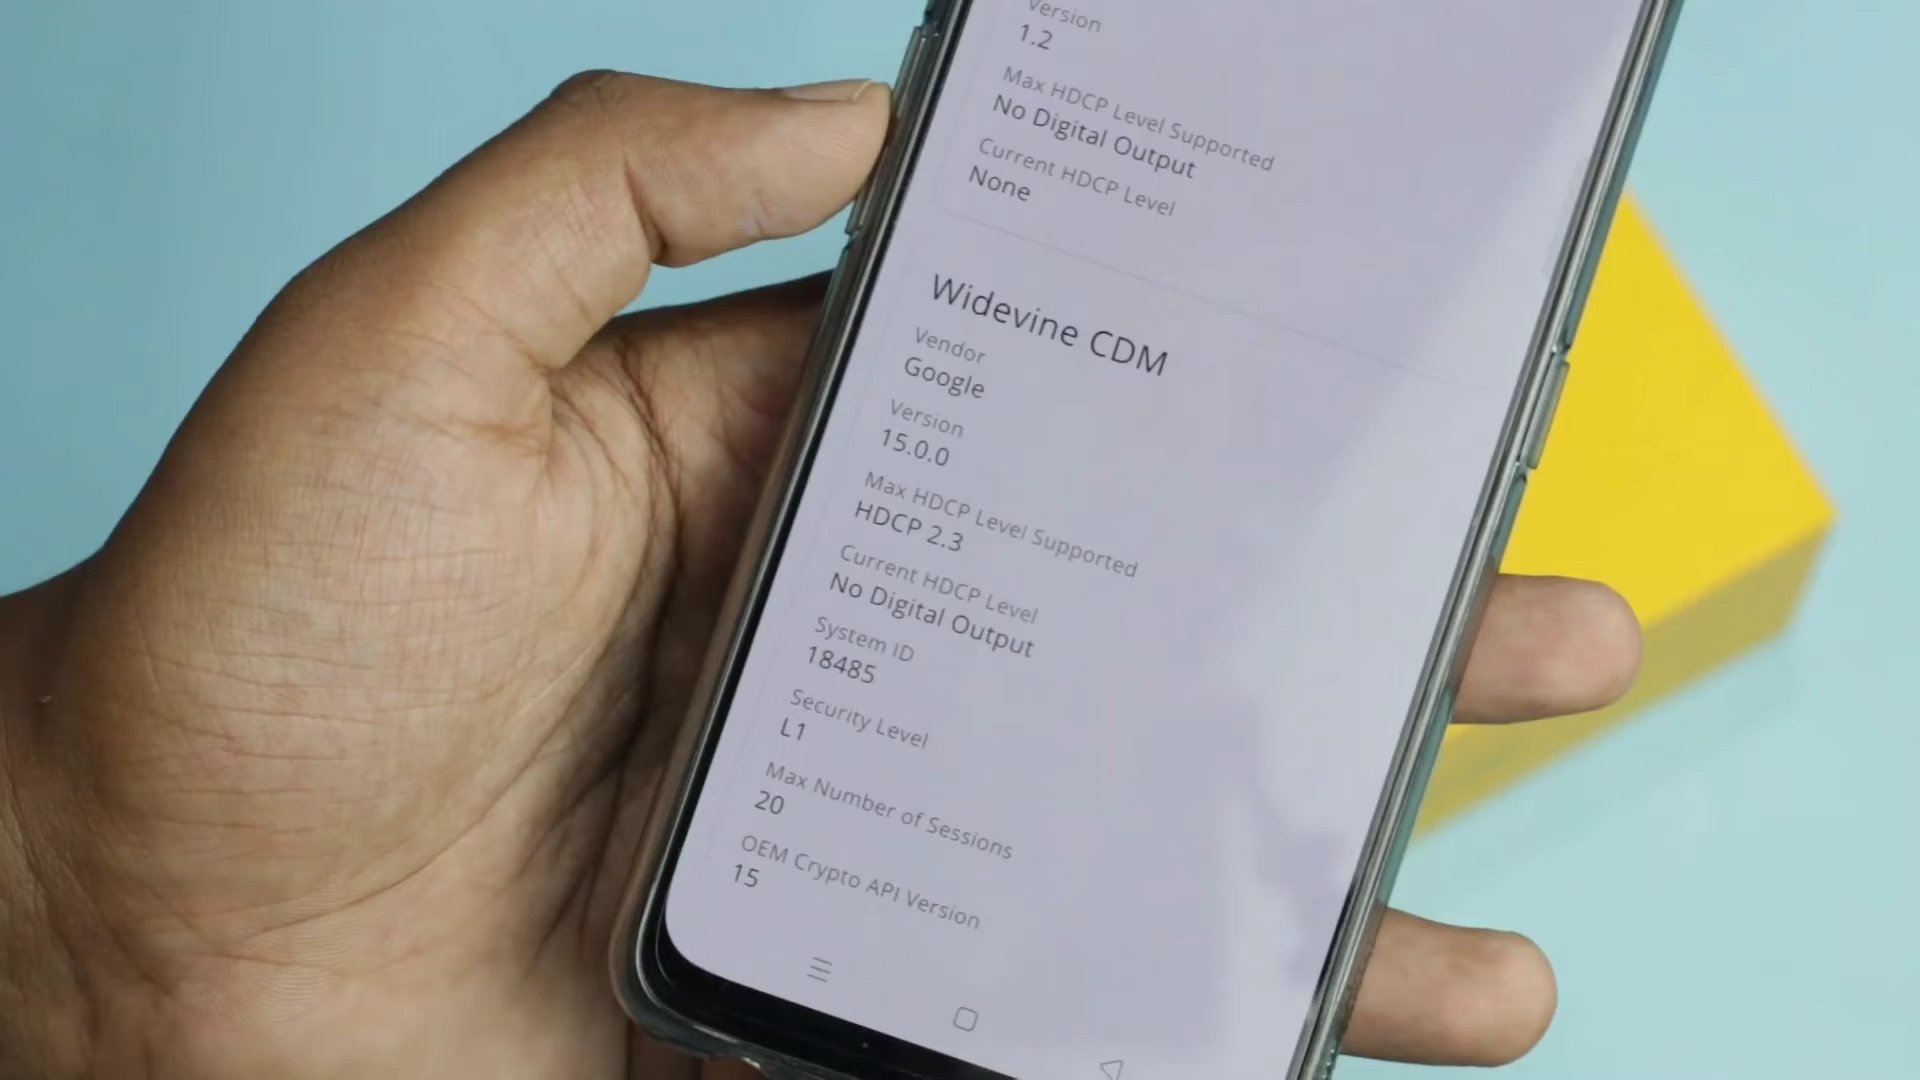 Version
1.2
Max HDCP Level Supported
No Digital Output
Current HDCP Level
None
Widevine CDM
Vendor
Google
Version
15.0.0
Max HDCP Level Supported
HDCP 2.3
Current HDCP Level
No Digital Output
System ID
18485
Security Level
L1
Max Number of Sessions
20
OEM Crypto API Version
15